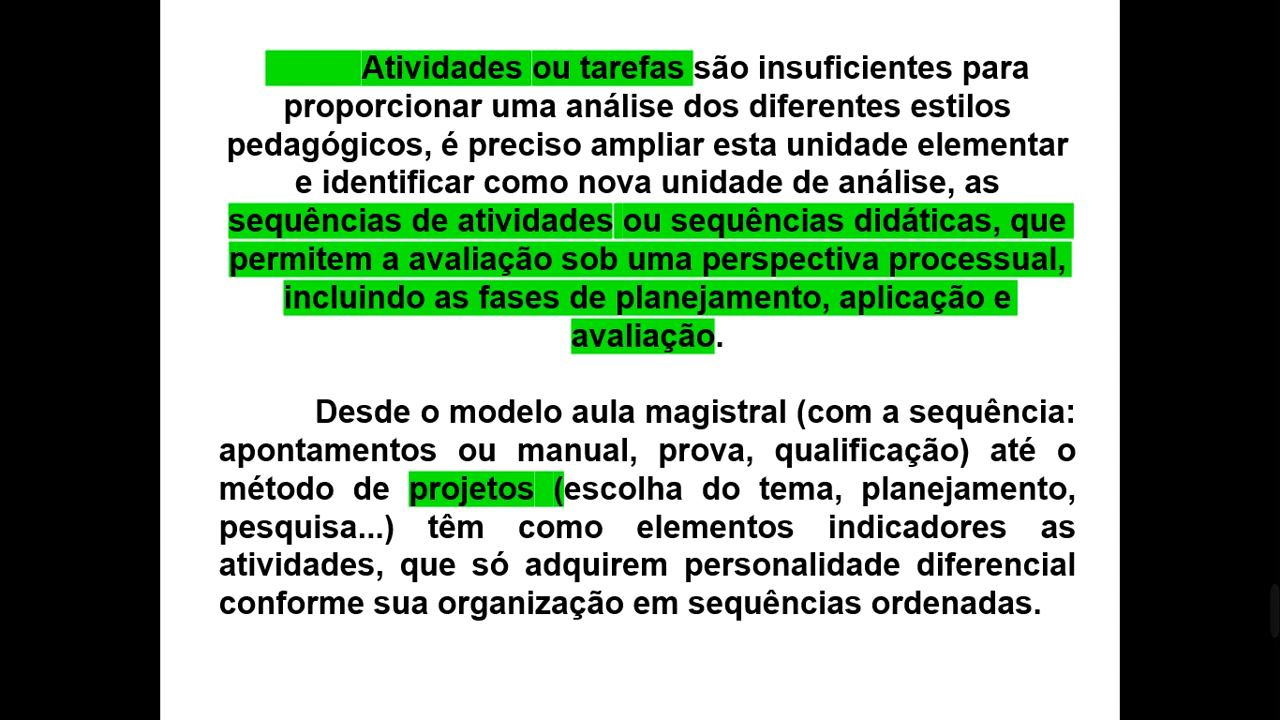 Atividades ou tarefas são insuficientes para
proporcionar uma análise dos diferentes estilos
pedagógicos, é preciso ampliar esta unidade elementar
e identificar como nova unidade de análise, as
sequências de atividades ou sequências didáticas, que
permitem a avaliação sob uma perspectiva processual,
incluindo as fases de planejamento, aplicação e
avaliação.
Desde o modelo aula magistral (com a sequência:
apontamentos ou manual, prova, qualificação) até o
método de projetos (escolha do tema, planejamento,
pesquisa...) têm como elementos indicadores as
atividades, que só adquirem personalidade diferencial
conforme sua organização em sequências ordenadas.